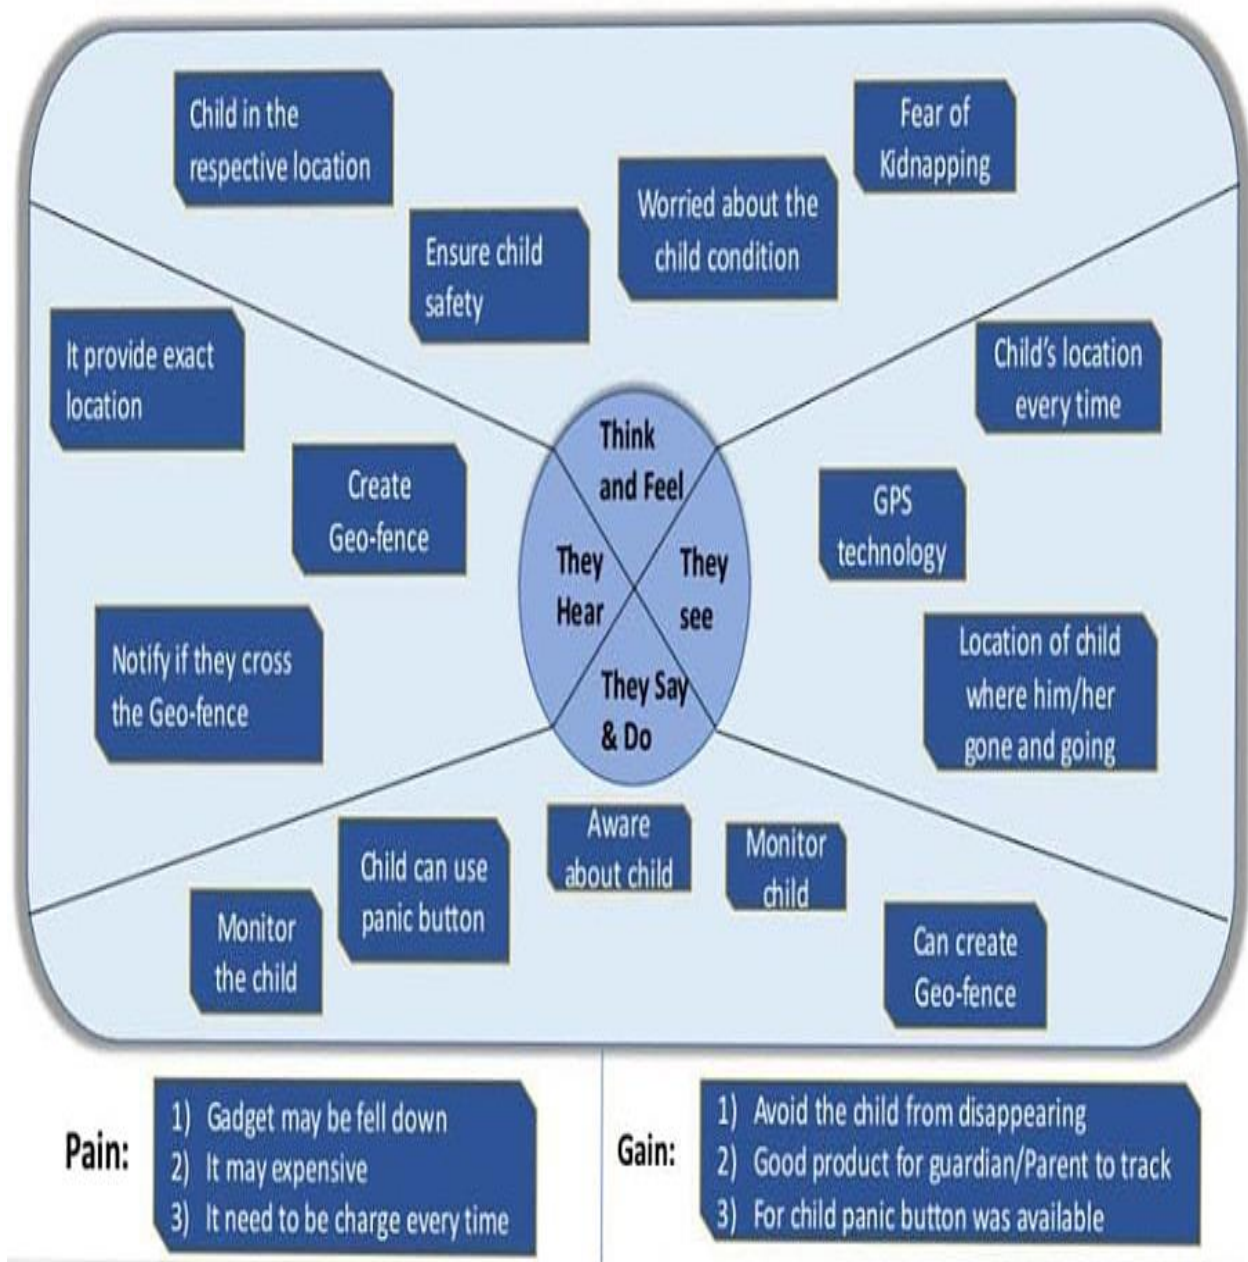 Child in the
respective location
Ensure child
safety
Worried about the
child condition
Fear of
Kidnapping
It provide exact
location
Create
Geo-fence
Notify if they cross
the Geo-fence
Think
and Feel
They
Hear
They
see
They Say
& Do
Child's location
every time
GPS
technology
Location of child
where him/her
gone and going
Monitor
the child
Child can use
panic button
Aware
about child
Monitor
child
Can create
Geo-fence
Pain:
1) Gadget may be fell down
2) It may expensive
3) It need to be charge every time
Gain:
1) Avoid the child from disappearing
2) Good product for guardian/Parent to track
3) For child panic button was available